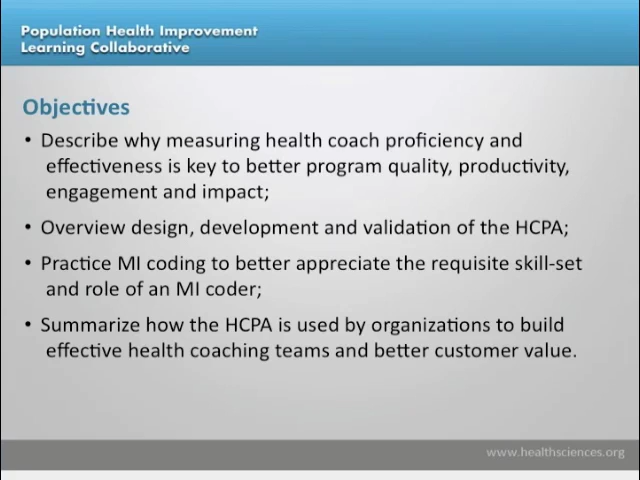 Population Health Improvement
Learning Collaborative
Objectives
• Describe why measuring health coach proficiency and
effectiveness is key to better program quality, productivity,
engagement and impact;
• Overview design, development and validation of the HCPA;
• Practice MI coding to better appreciate the requisite skill-set
and role of an MI coder;
• Summarize how the HCPA is used by organizations to build
effective health coaching teams and better customer value.
www.healthsciences.org